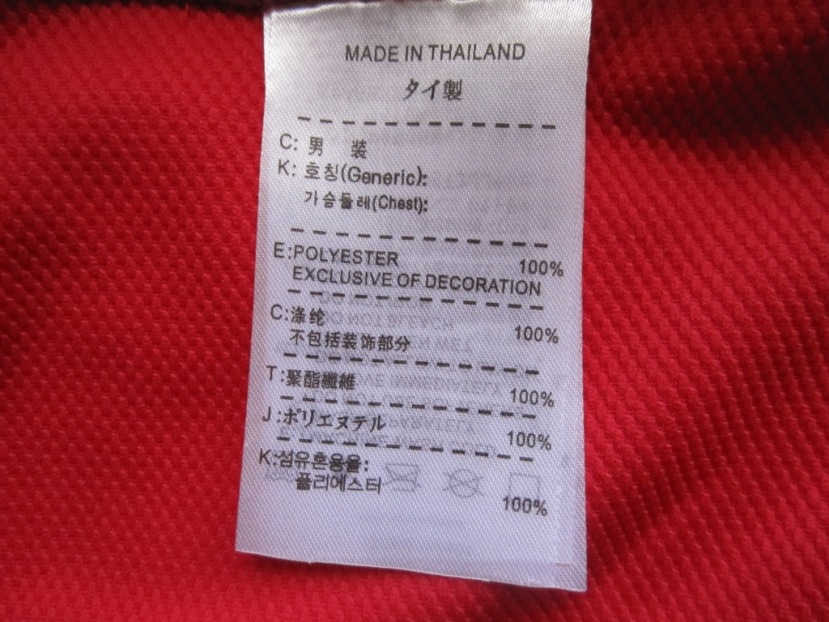 MADE IN THAILAND
タイ製
C: 男 装
K: 호칭(Generic):
가슴둘레(Chest):
E:POLYESTER 100%
EXCLUSIVE OF DECORATION
C:涤纶 100%
不包括装饰部分
T:聚酯纖維 100%
J:ポリエステル 100%
K:섬유혼용율:
폴리에스터 100%